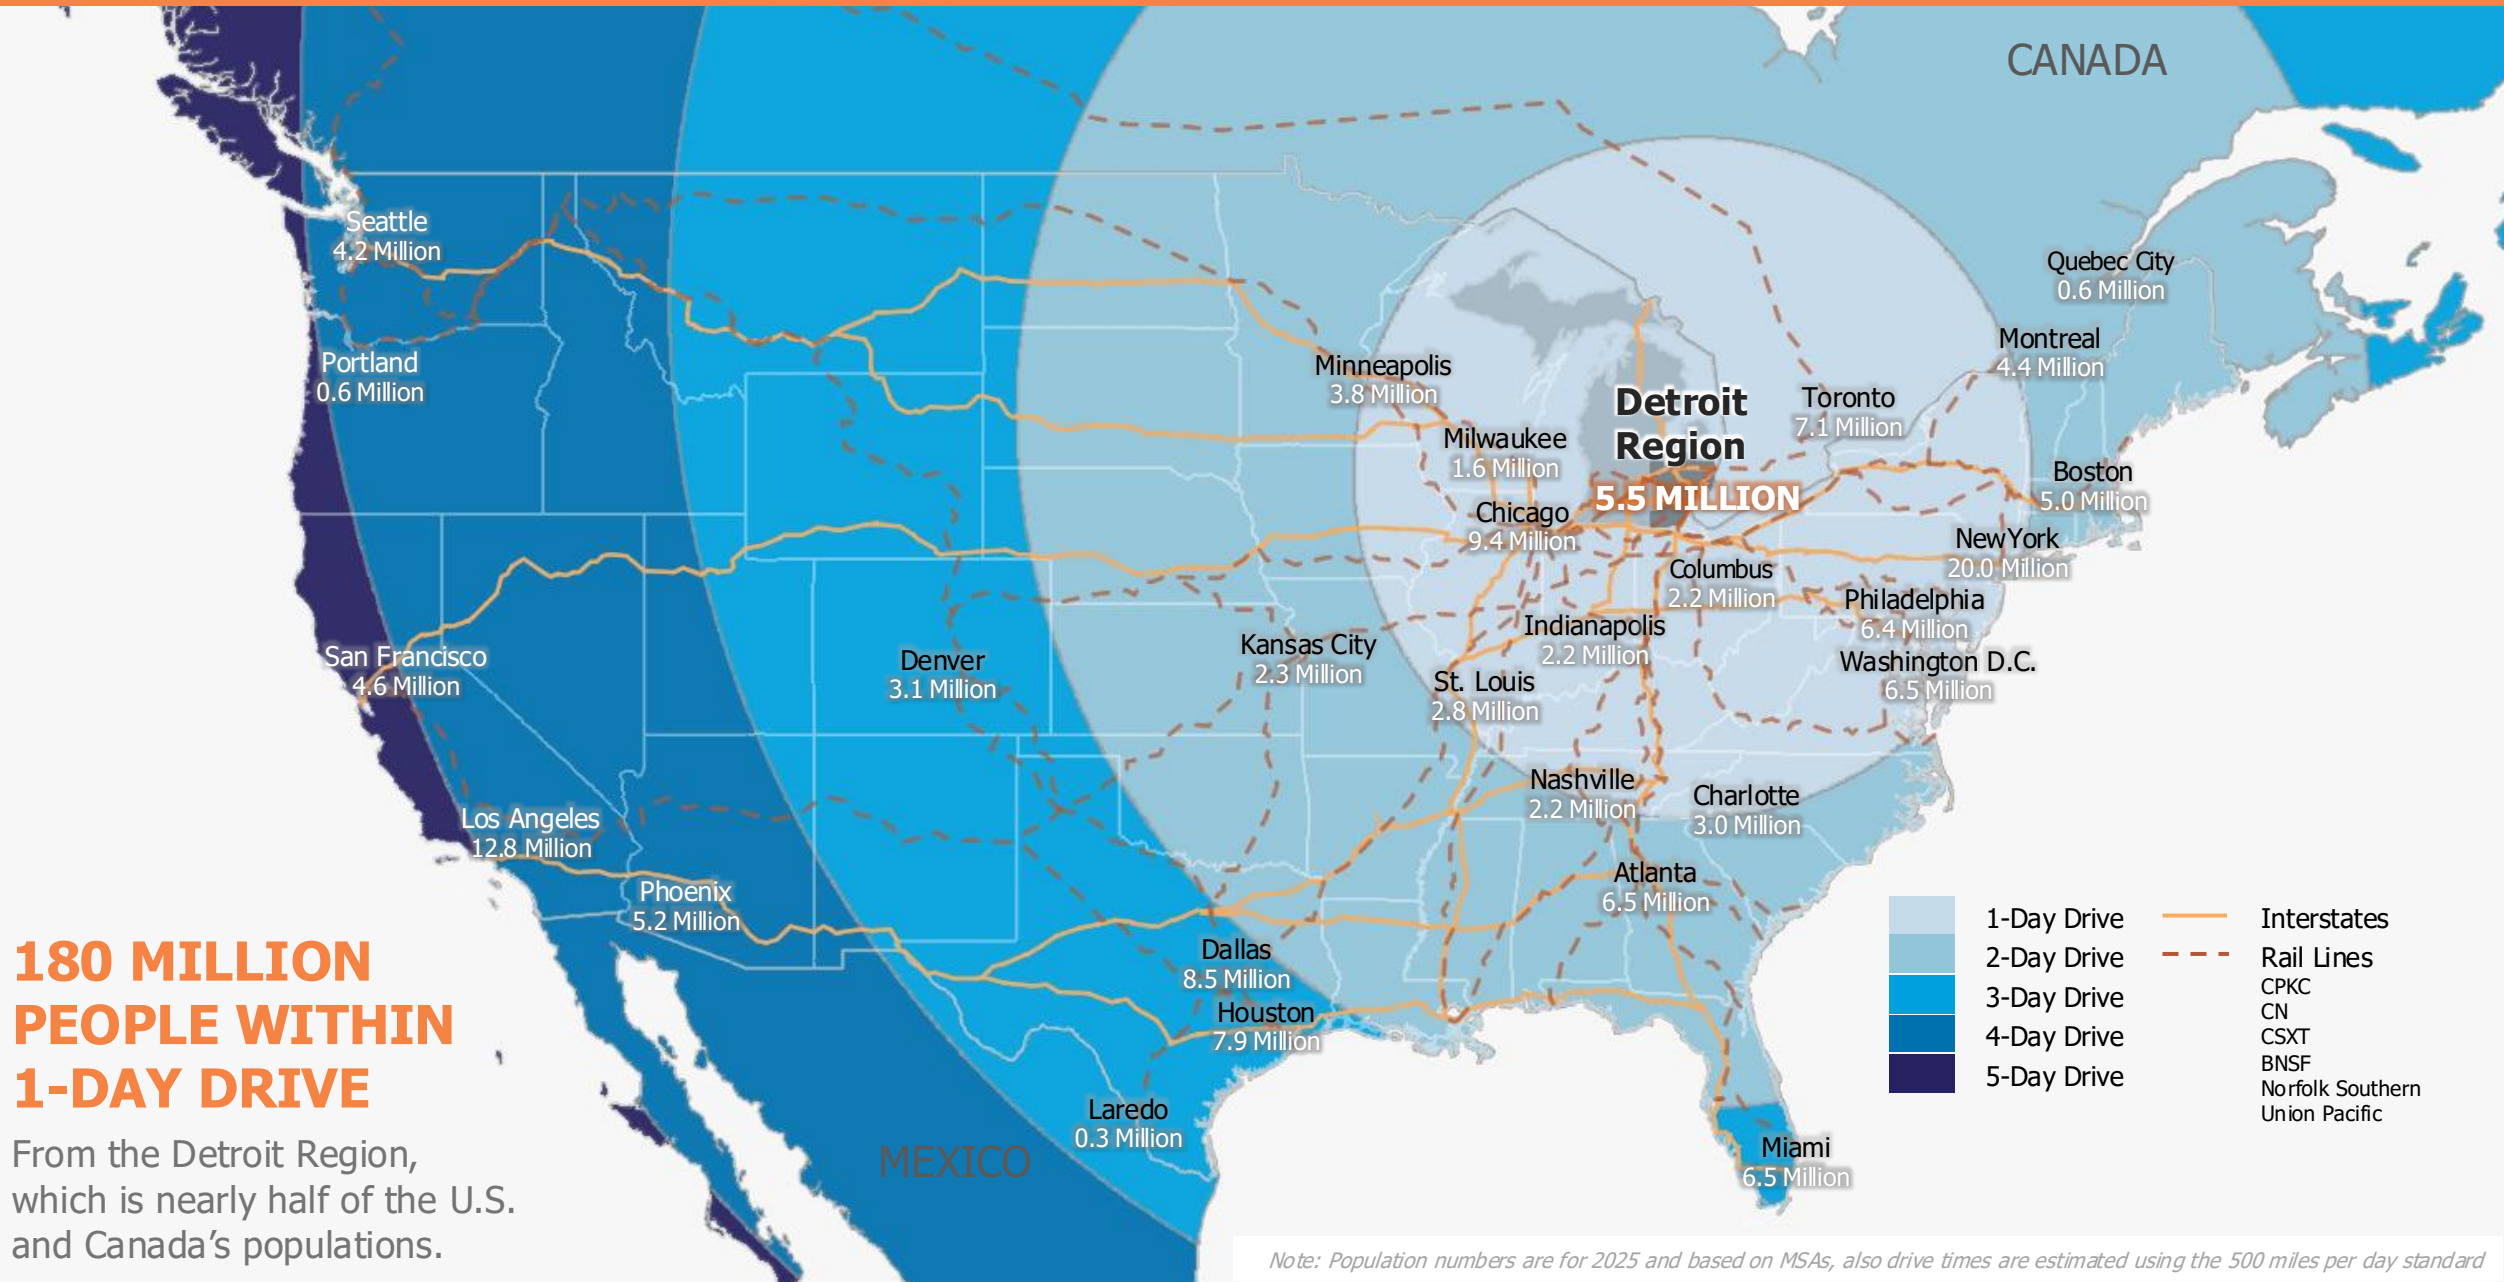 CANADA
Seattle
4.2 Million
Quebec City
0.6 Million
Montreal
4.4 Million
Portland
0.6 Million
Minneapolis
3.8 Million
Detroit
Region
5.5 MILLION
Toronto
7.1 Million
Milwaukee
1.6 Million
Boston
5.0 Million
Chicago
9.4 Million
New York
20.0 Million
Columbus
2.2 Million
Philadelphia
6.4 Million
Indianapolis
2.2 Million
Kansas City
2.3 Million
San Francisco
4.6 Million
Denver
3.1 Million
Washington D.C.
6.5 Million
St. Louis
2.8 Million
Nashville
2.2 Million
Charlotte
3.0 Million
Los Angeles
12.8 Million
Atlanta
6.5 Million
Phoenix
5.2 Million
Dallas
8.5 Million
Houston
7.9 Million
Laredo
0.3 Million
MEXICO
Miami
6.5 Million
1-Day Drive
2-Day Drive
3-Day Drive
4-Day Drive
5-Day Drive
Interstates
Rail Lines
CPKC
CN
CSXT
BNSF
Norfolk Southern
Union Pacific
180 MILLION
PEOPLE WITHIN
1-DAY DRIVE
From the Detroit Region,
which is nearly half of the U.S.
and Canada’s populations.
Note: Population numbers are for 2025 and based on MSAs, also drive times are estimated using the 500 miles per day standard